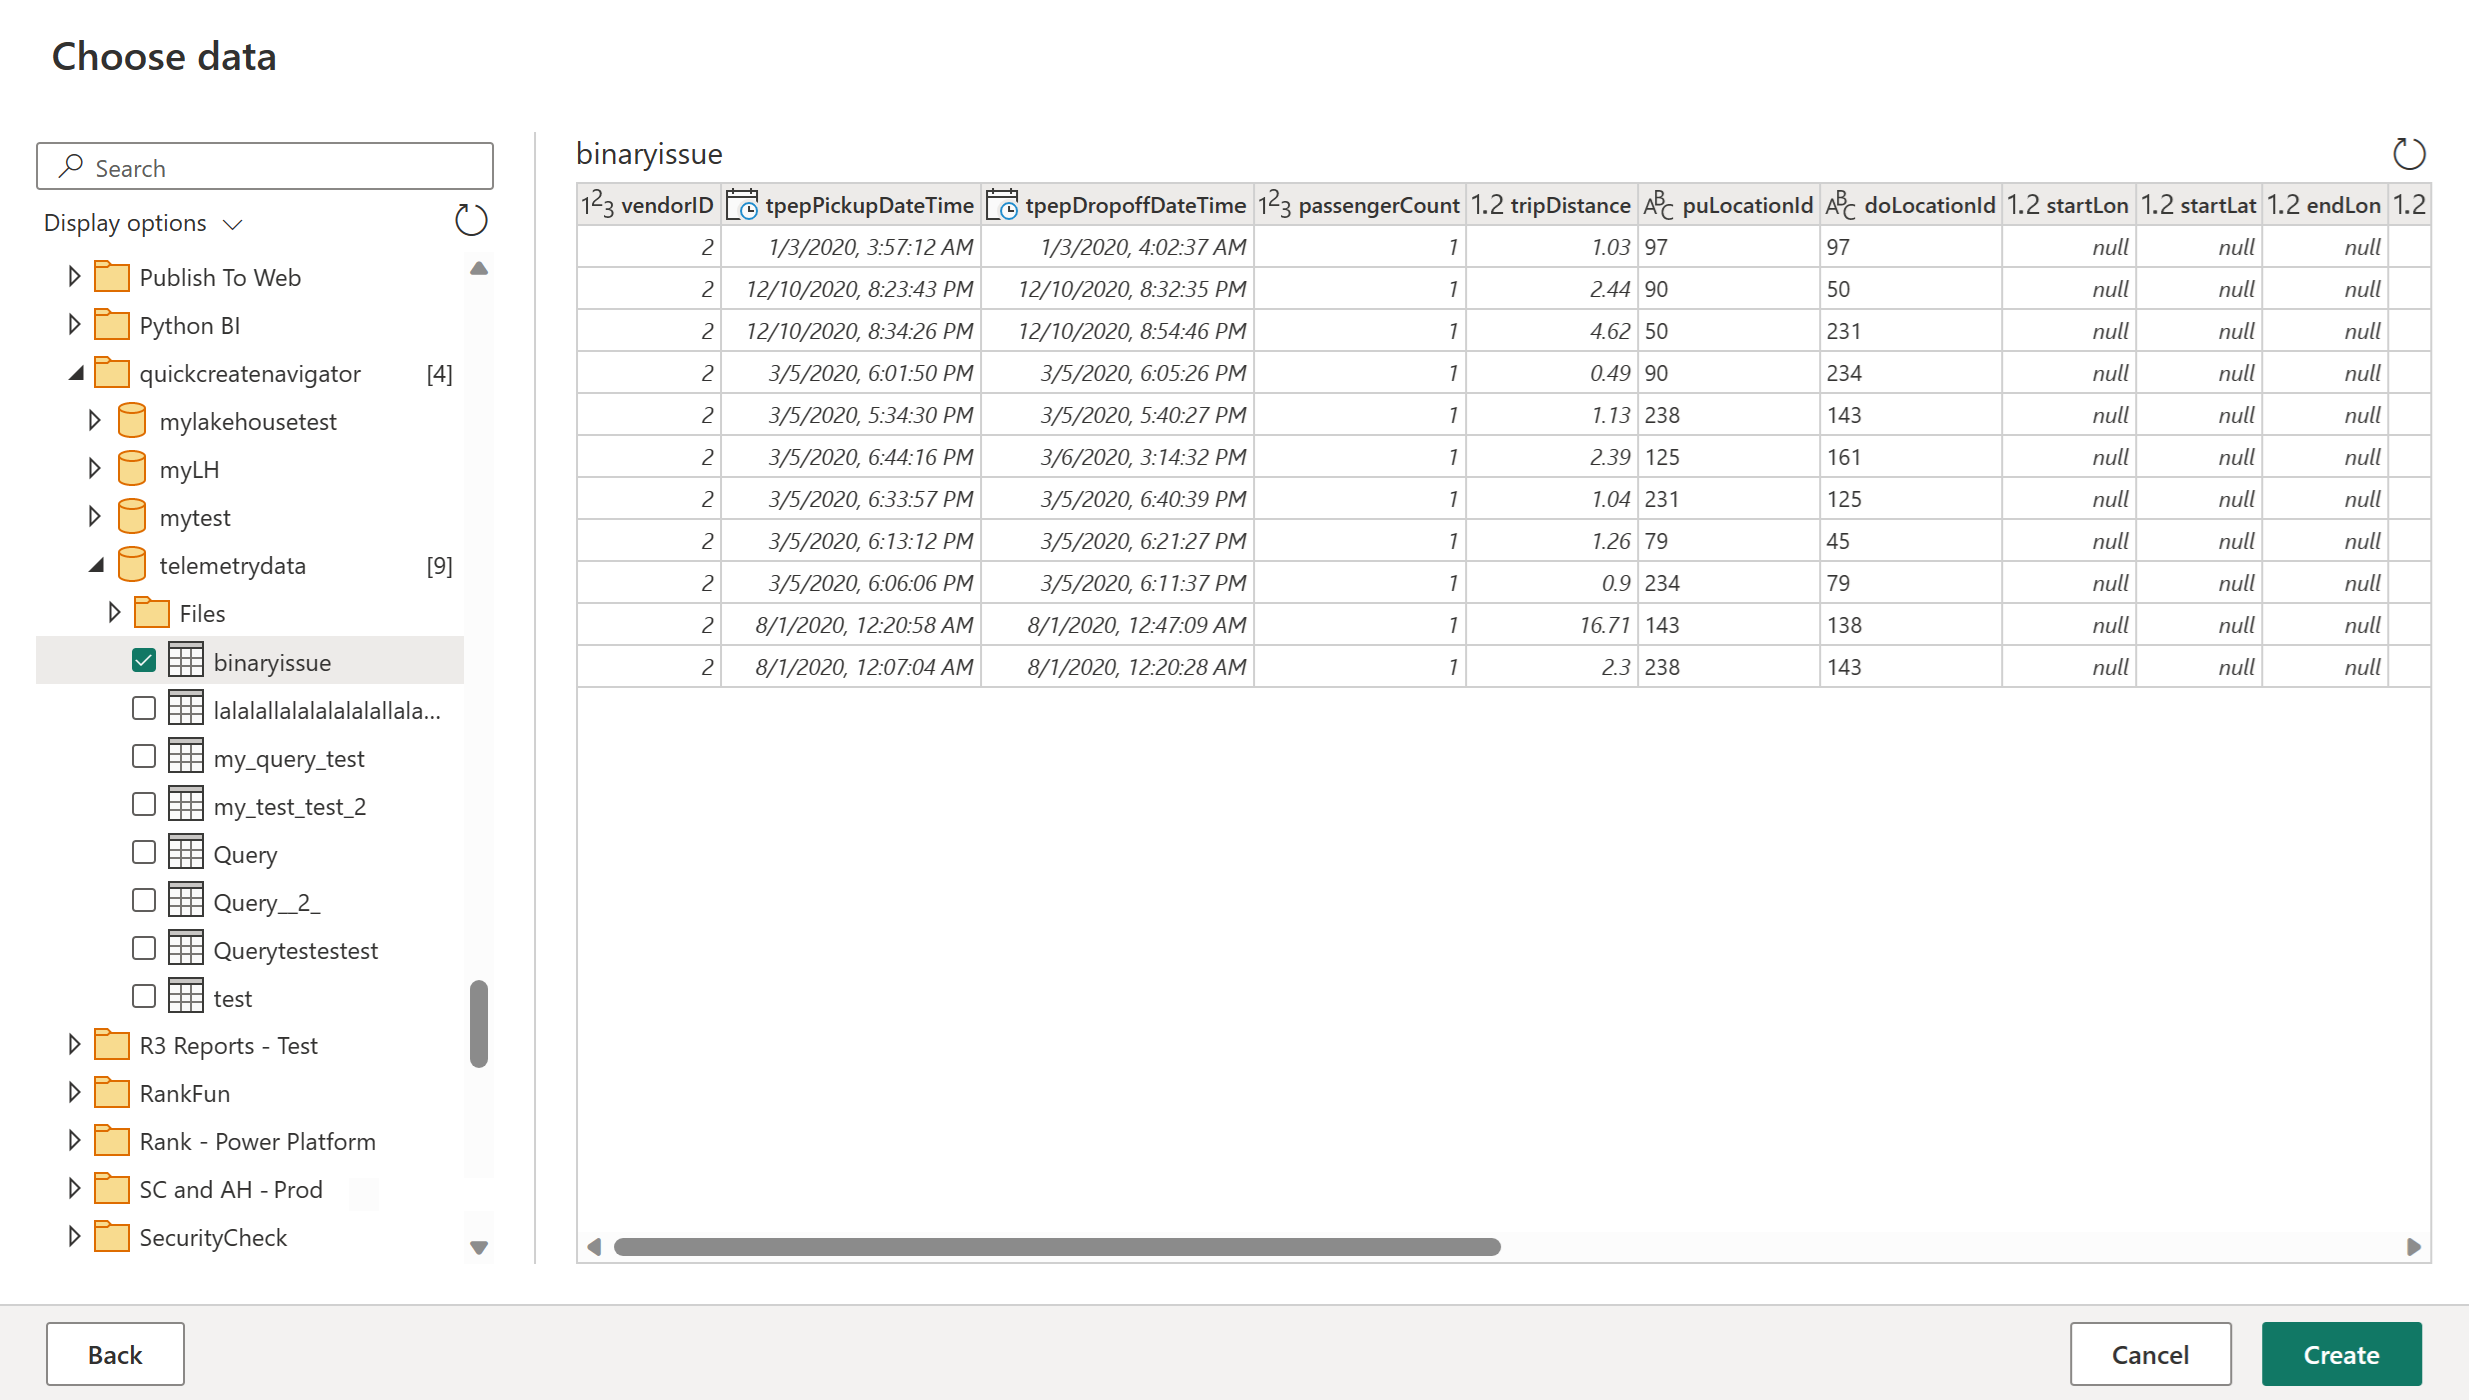 Choose data
Search
Display options
Publish To Web
Python BI
quickcreatenavigator [4]
mylakehousetest
myLH
mytest
telemetrydata [9]
Files
binaryissue
lalalallalalalalalallala...
my_query_test
my_test_test_2
Query
Query__2_
Querytestestest
test
R3 Reports - Test
RankFun
Rank - Power Platform
SC and AH - Prod
SecurityCheck
binaryissue
123 vendorID tpepPickupDateTime tpepDropoffDateTime 123 passengerCount 1.2 tripDistance ABC puLocationId ABC doLocationId 1.2 startLon 1.2 startLat 1.2 endLon 1.2
2 1/3/2020, 3:57:12 AM 1/3/2020, 4:02:37 AM 1 1.03 97 97 null null null
2 12/10/2020, 8:23:43 PM 12/10/2020, 8:32:35 PM 1 2.44 90 50 null null null
2 12/10/2020, 8:34:26 PM 12/10/2020, 8:54:46 PM 1 4.62 50 231 null null null
2 3/5/2020, 6:01:50 PM 3/5/2020, 6:05:26 PM 1 0.49 90 234 null null null
2 3/5/2020, 5:34:30 PM 3/5/2020, 5:40:27 PM 1 1.13 238 143 null null null
2 3/5/2020, 6:44:16 PM 3/6/2020, 3:14:32 PM 1 2.39 125 161 null null null
2 3/5/2020, 6:33:57 PM 3/5/2020, 6:40:39 PM 1 1.04 231 125 null null null
2 3/5/2020, 6:13:12 PM 3/5/2020, 6:21:27 PM 1 1.26 79 45 null null null
2 3/5/2020, 6:06:06 PM 3/5/2020, 6:11:37 PM 1 0.9 234 79 null null null
2 8/1/2020, 12:20:58 AM 8/1/2020, 12:47:09 AM 1 16.71 143 138 null null null
2 8/1/2020, 12:07:04 AM 8/1/2020, 12:20:28 AM 1 2.3 238 143 null null null
Back
Cancel
Create